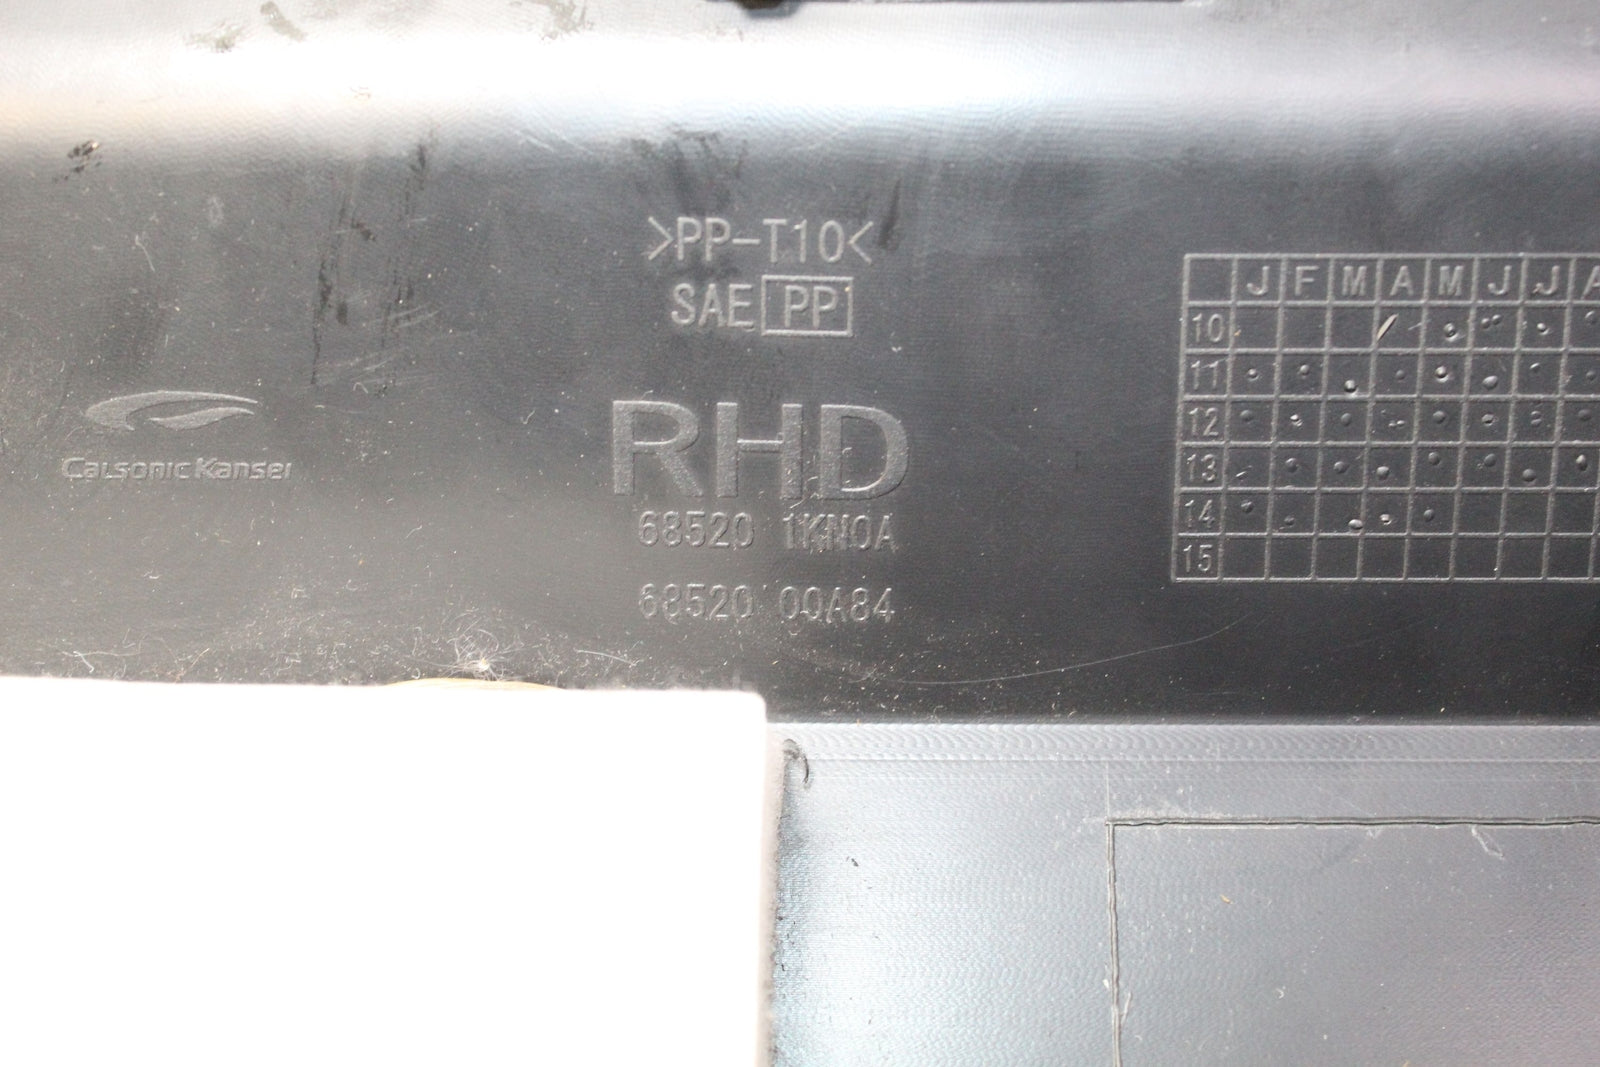 >PP-T10<
SAE PP
Calsonic Kansei
RHD
68520 1KN0A
68520 00A84
J F M A M J J A
10
11
12
13
14
15